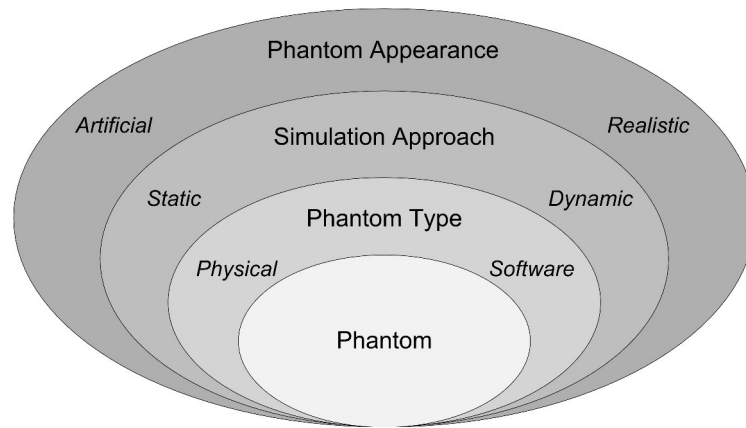 Phantom Appearance
Artificial
Realistic
Simulation Approach
Static
Dynamic
Phantom Type
Physical
Software
Phantom